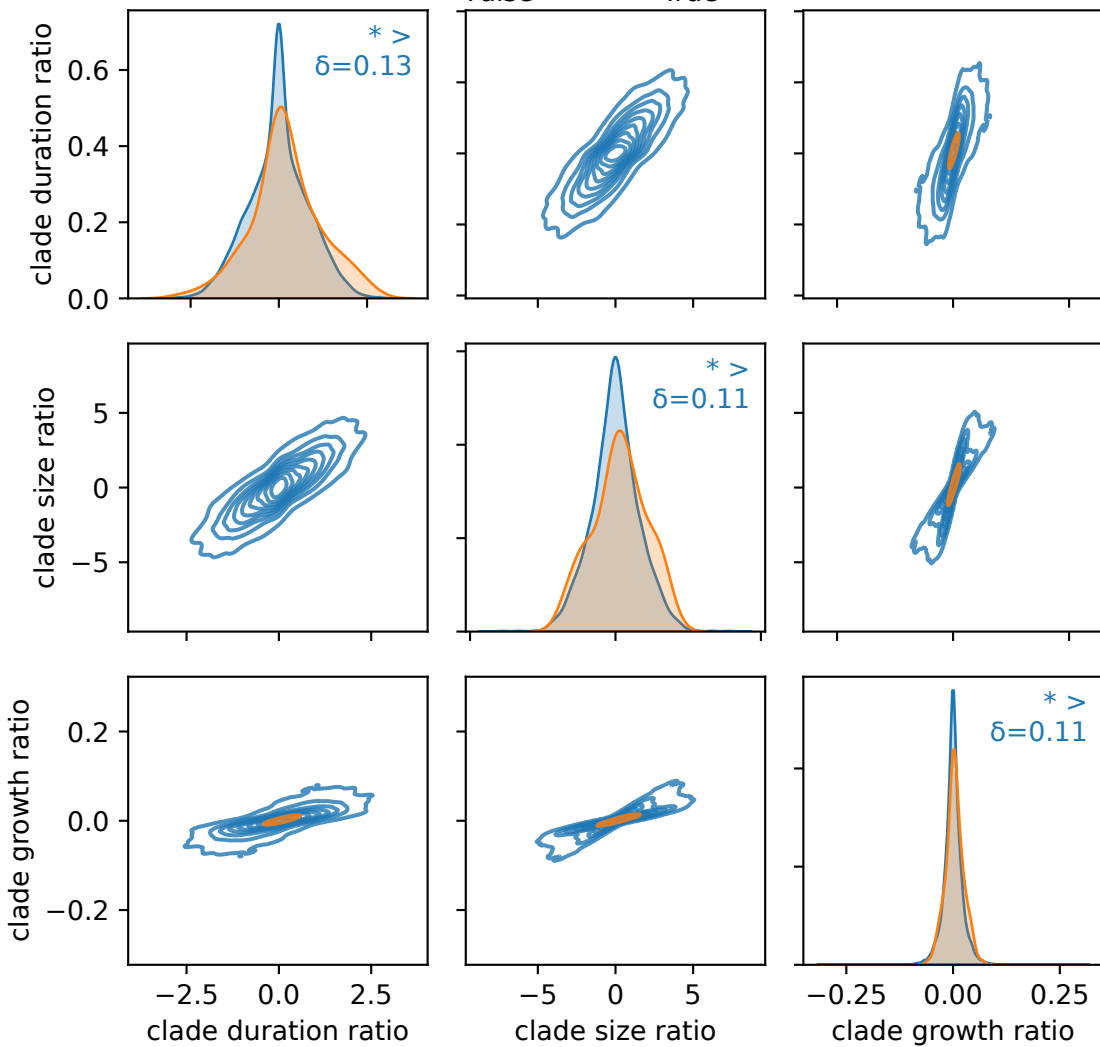 0.6
0.4
0.2
0.0
clade duration ratio
* >
δ=0.13
5
0
−5
clade size ratio
* >
δ=0.11
0.2
0.0
−0.2
clade growth ratio
* >
δ=0.11
−2.5 0.0 2.5
−5 0 5
−0.25 0.00 0.25
clade duration ratio
clade size ratio
clade growth ratio